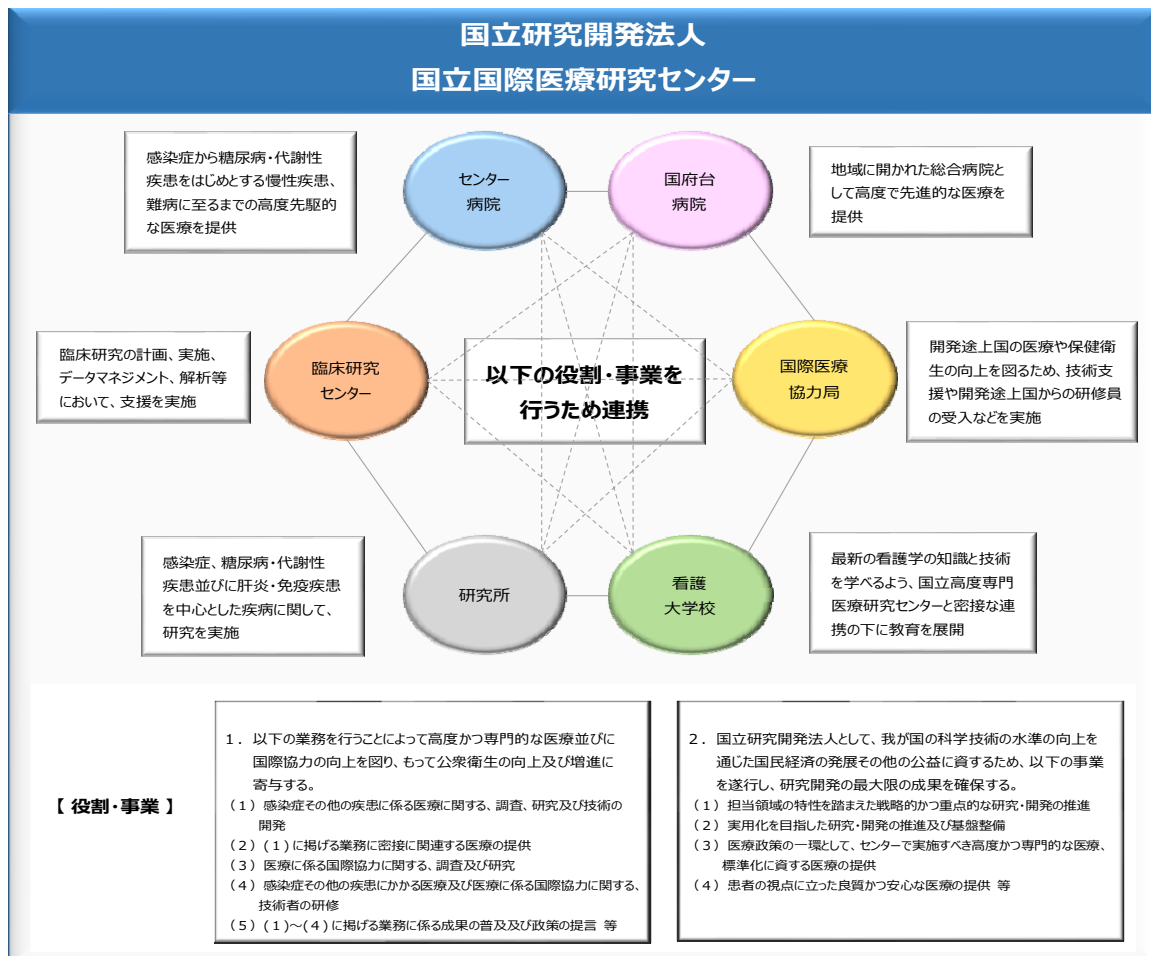 国立研究開発法人
国立国際医療研究センター
感染症から糖尿病・代謝性
疾患をはじめとする慢性疾患、
難病に至るまでの高度先駆的
な医療を提供
センター
病院
国府台
病院
地域に開かれた総合病院と
して高度で先進的な医療を
提供
臨床研究の計画、実施、
データマネジメント、解析等
において、支援を実施
臨床研究
センター
以下の役割・事業を
行うため連携
国際医療
協力局
開発途上国の医療や保健衛
生の向上を図るため、技術支
援や開発途上国からの研修員
の受入などを実施
感染症、糖尿病・代謝性
疾患並びに肝炎・免疫疾患
を中心とした疾病に関して、
研究を実施
研究所
看護
大学校
最新の看護学の知識と技術
を学べるよう、国立高度専門
医療研究センターと密接な連
携の下に教育を展開
【 役割・事業 】
1． 以下の業務を行うことによって高度かつ専門的な医療並びに
国際協力の向上を図り、もって公衆衛生の向上及び増進に
寄与する。
（1） 感染症その他の疾患に係る医療に関する、調査、研究及び技術の
開発
（2） (1) に掲げる業務に密接に関連する医療の提供
（3） 医療に係る国際協力に関する、調査及び研究
（4） 感染症その他の疾患にかかる医療及び医療に係る国際協力に関する、
技術者の研修
（5） (1)～(4) に掲げる業務に係る成果の普及及び政策の提言 等
2． 国立研究開発法人として、我が国の科学技術の水準の向上を
通じた国民経済の発展その他の公益に資するため、以下の事業
を遂行し、研究開発の最大限の成果を確保する。
（1） 担当領域の特性を踏まえた戦略的かつ重点的な研究・開発の推進
（2） 実用化を目指した研究・開発の推進及び基盤整備
（3） 医療政策の一環として、センターで実施すべき高度かつ専門的な医療、
標準化に資する医療の提供
（4） 患者の視点に立った良質かつ安心な医療の提供 等